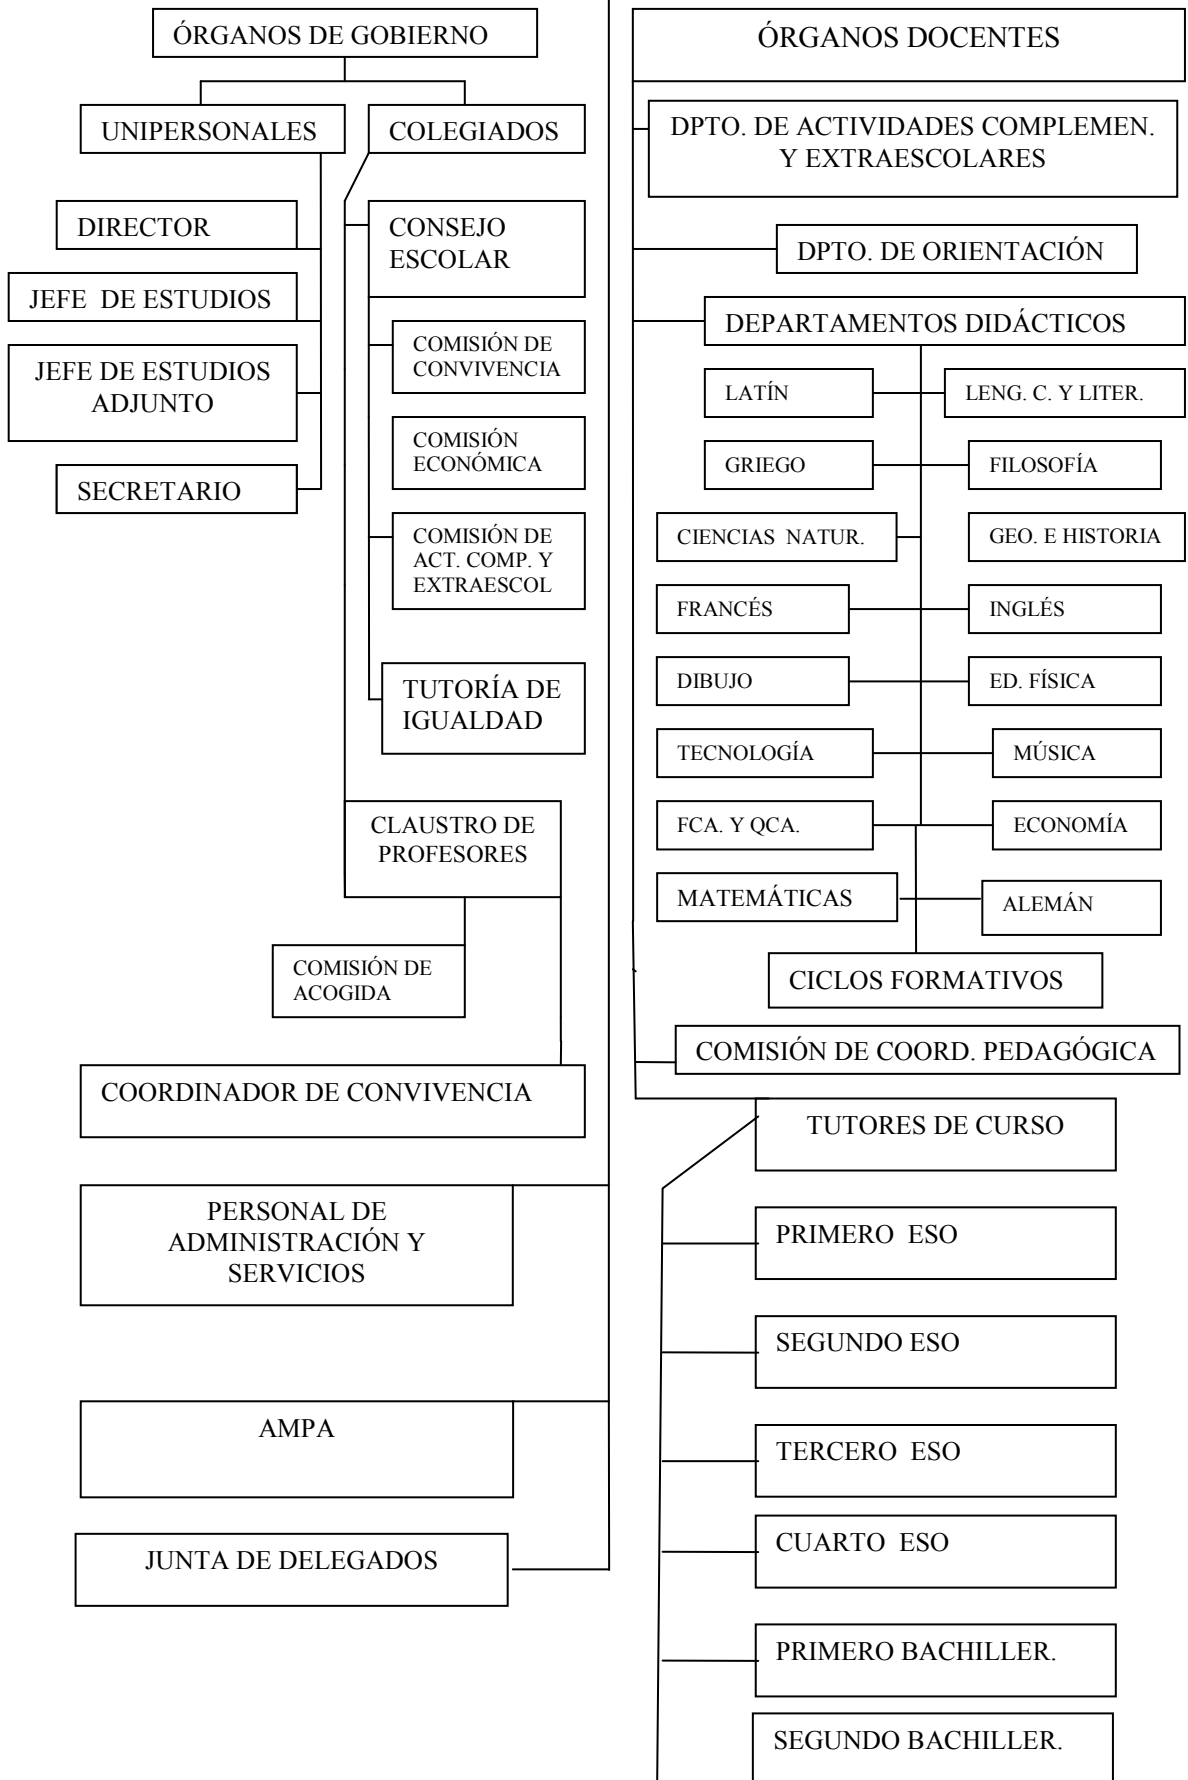 ÓRGANOS DE GOBIERNO
UNIPERSONALES
COLEGIADOS
DIRECTOR
JEFE DE ESTUDIOS
JEFE DE ESTUDIOS
ADJUNTO
SECRETARIO
CONSEJO
ESCOLAR
COMISIÓN DE
CONVIVENCIA
COMISIÓN
ECONÓMICA
COMISIÓN DE
ACT. COMP. Y
EXTRAESCOL
TUTORÍA DE
IGUALDAD
CLAUSTRO DE
PROFESORES
COMISIÓN DE
ACOGIDA
COORDINADOR DE CONVIVENCIA
PERSONAL DE
ADMINISTRACIÓN Y
SERVICIOS
AMPA
JUNTA DE DELEGADOS
ÓRGANOS DOCENTES
DPTO. DE ACTIVIDADES COMPLEMEN.
Y EXTRAESCOLARES
DPTO. DE ORIENTACIÓN
DEPARTAMENTOS DIDÁCTICOS
LATÍN
LENG. C. Y LITER.
GRIEGO
FILOSOFÍA
CIENCIAS NATUR.
GEO. E HISTORIA
FRANCÉS
INGLÉS
DIBUJO
ED. FÍSICA
TECNOLOGÍA
MÚSICA
FCA. Y QCA.
ECONOMÍA
MATEMÁTICAS
ALEMÁN
CICLOS FORMATIVOS
COMISIÓN DE COORD. PEDAGÓGICA
TUTORES DE CURSO
PRIMERO ESO
SEGUNDO ESO
TERCERO ESO
CUARTO ESO
PRIMERO BACHILLER.
SEGUNDO BACHILLER.